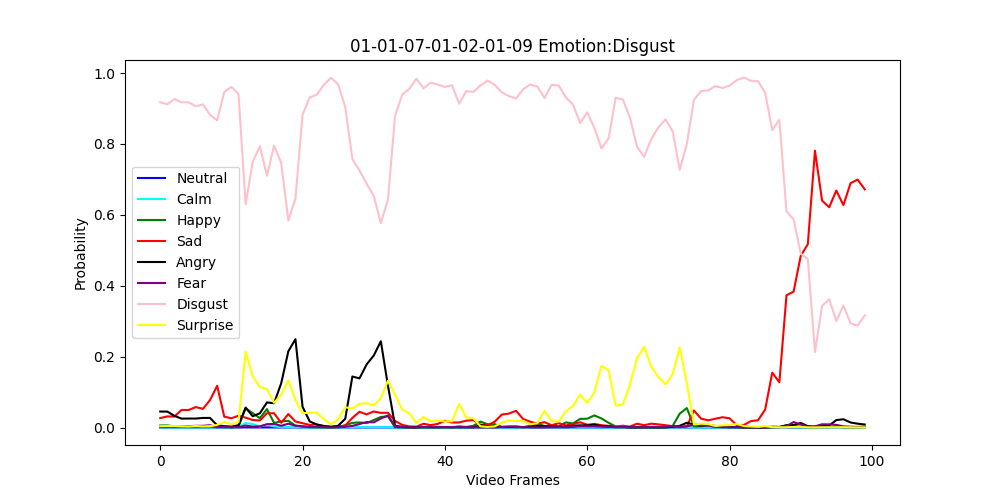 01-01-07-01-02-01-09 Emotion:Disgust
1.0
0.8
0.6
0.4
0.2
0.0
Probability
Neutral
Calm
Happy
Sad
Angry
Fear
Disgust
Surprise
0 20 40 60 80 100
Video Frames